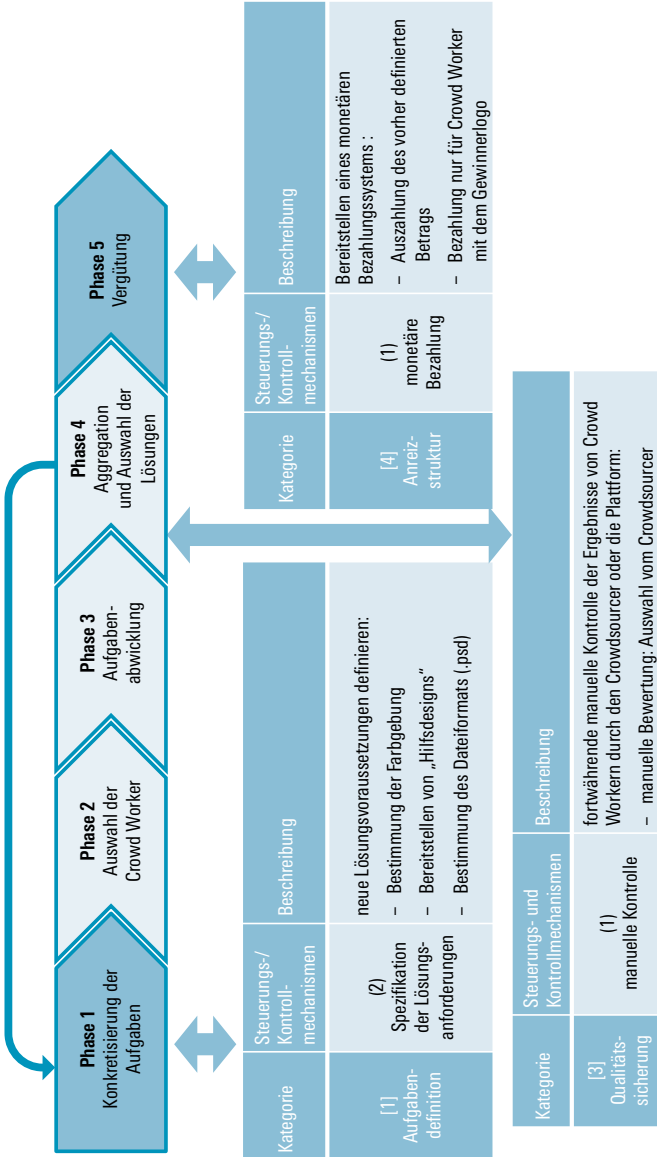 Phase 1
Konkretisierung der
Aufgaben
Phase 2
Auswahl der
Crowd Worker
Phase 3
Aufgaben-
abwicklung
Phase 4
Aggregation
und Auswahl der
Lösungen
Phase 5
Vergütung
Kategorie
Steuerungs-/
Kontroll-
mechanismen
Beschreibung
[1]
Aufgaben-
definition
(2)
Spezifikation
der Lösungs-
anforderungen
neue Lösungsvoraussetzungen definieren:
– Bestimmung der Farbgebung
– Bereitstellen von „Hilfsdesigns“
– Bestimmung des Dateiformats (.psd)
Kategorie
Steuerungs-/
Kontroll-
mechanismen
Beschreibung
[4]
Anreiz-
struktur
(1)
monetäre
Bezahlung
Bereitstellen eines monetären
Bezahlungssystems :
– Auszahlung des vorher definierten
Betrags
– Bezahlung nur für Crowd Worker
mit dem Gewinnerlogo
Kategorie
Steuerungs- und
Kontrollmechanismen
Beschreibung
[3]
Qualitäts-
sicherung
(1)
manuelle Kontrolle
fortwährende manuelle Kontrolle der Ergebnisse von Crowd
Workern durch den Crowdsourcer oder die Plattform:
– manuelle Bewertung: Auswahl vom Crowdsourcer